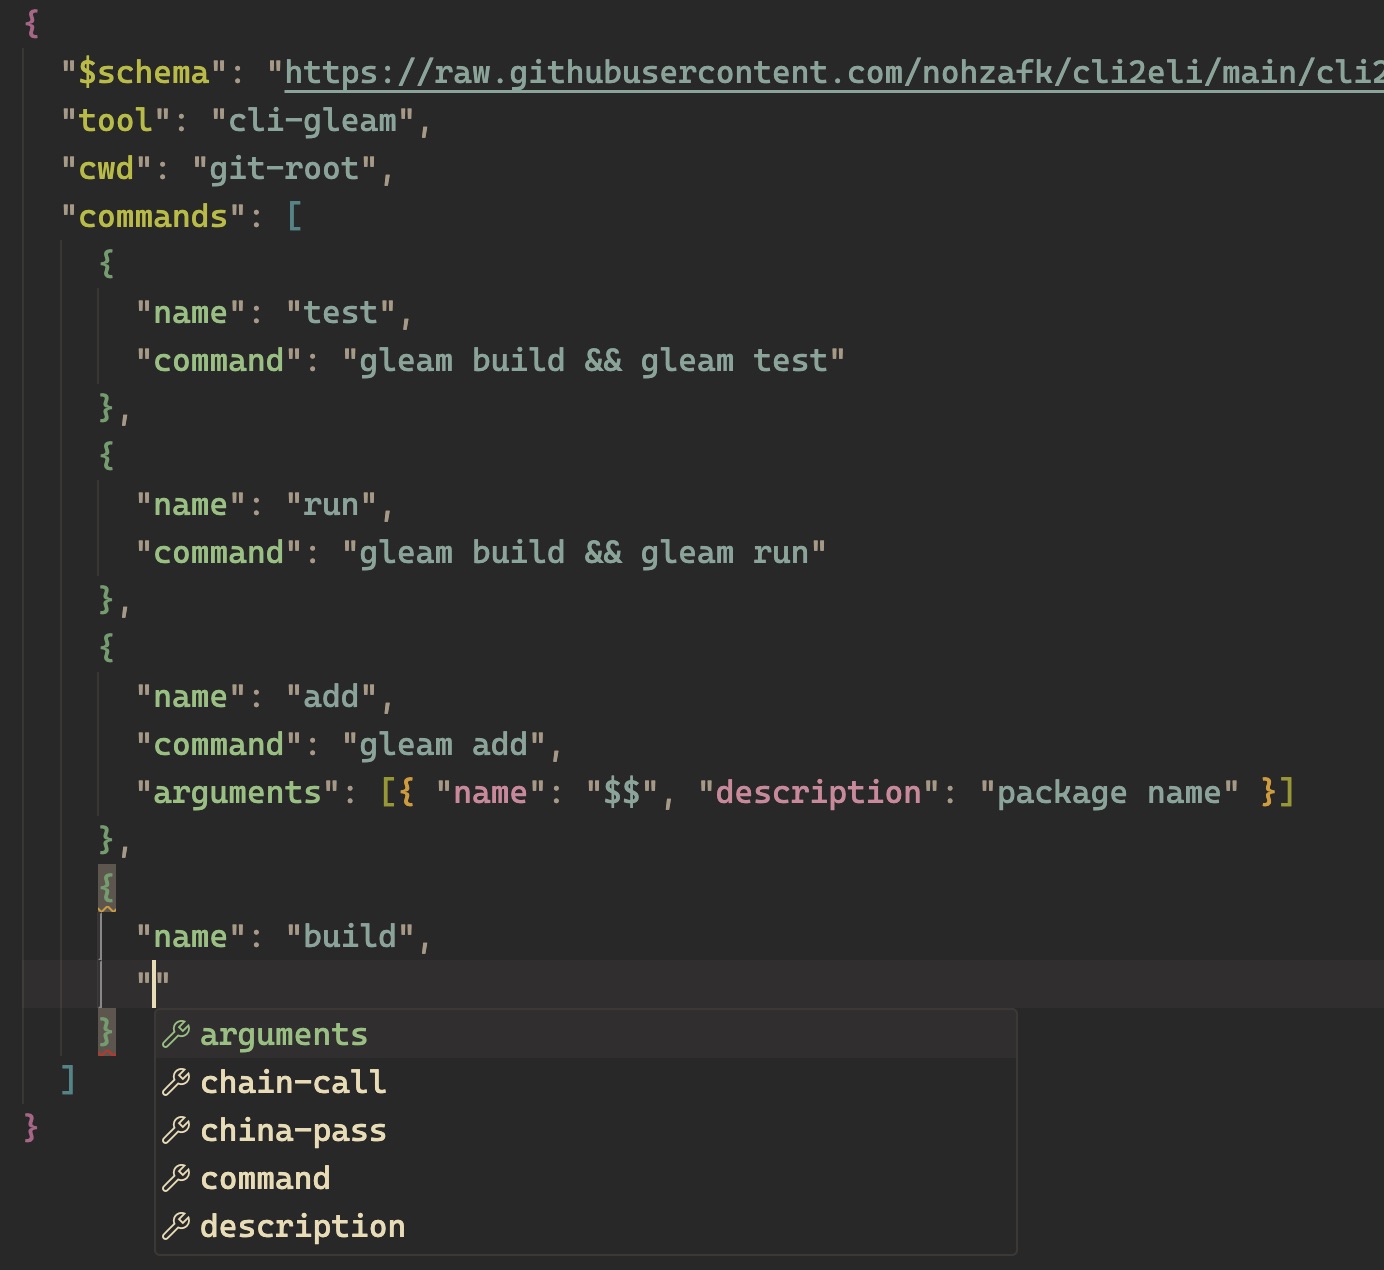 {
  "$schema": "https://raw.githubusercontent.com/nohzafk/cli2eli/main/cli2
  "tool": "cli-gleam",
  "cwd": "git-root",
  "commands": [
    {
      "name": "test",
      "command": "gleam build && gleam test"
    },
    {
      "name": "run",
      "command": "gleam build && gleam run"
    },
    {
      "name": "add",
      "command": "gleam add",
      "arguments": [{ "name": "$$", "description": "package name" }]
    },
    {
      "name": "build",
      ""
    }
arguments
chain-call
china-pass
command
description
  ]
}